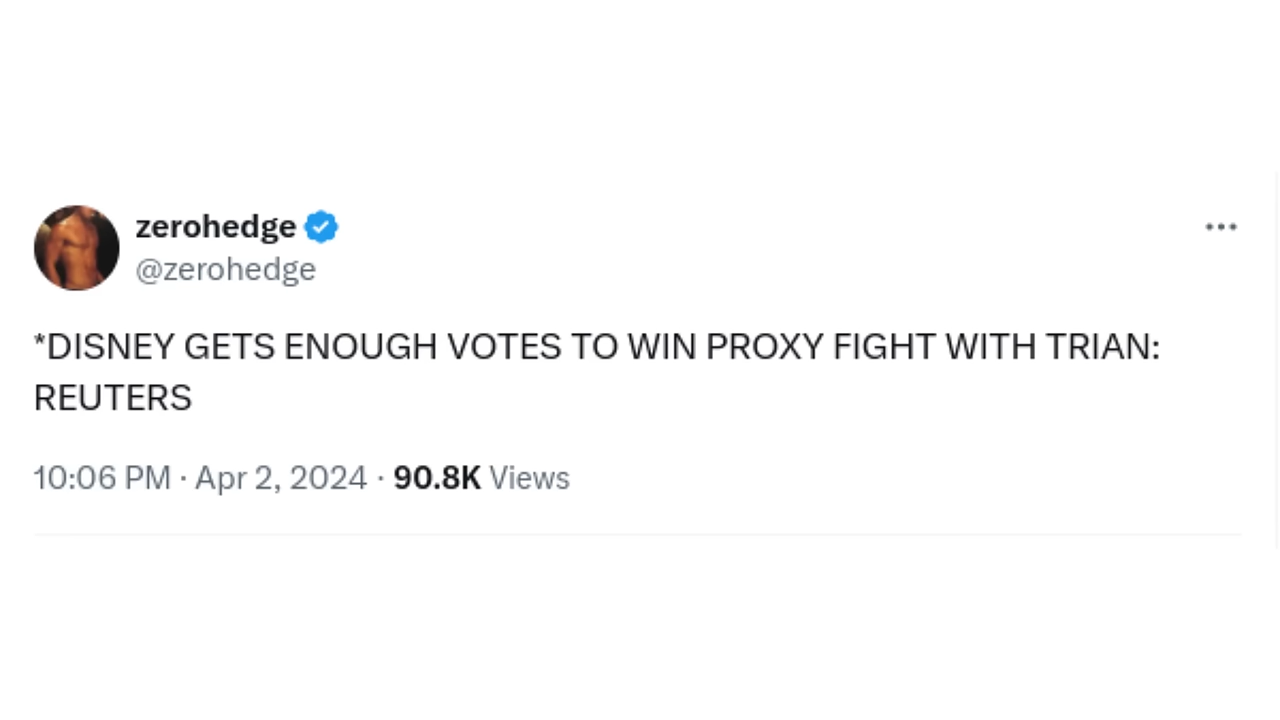 zerohedge
@zerohedge
*DISNEY GETS ENOUGH VOTES TO WIN PROXY FIGHT WITH TRIAN:
REUTERS
10:06 PM · Apr 2, 2024 · 90.8K Views